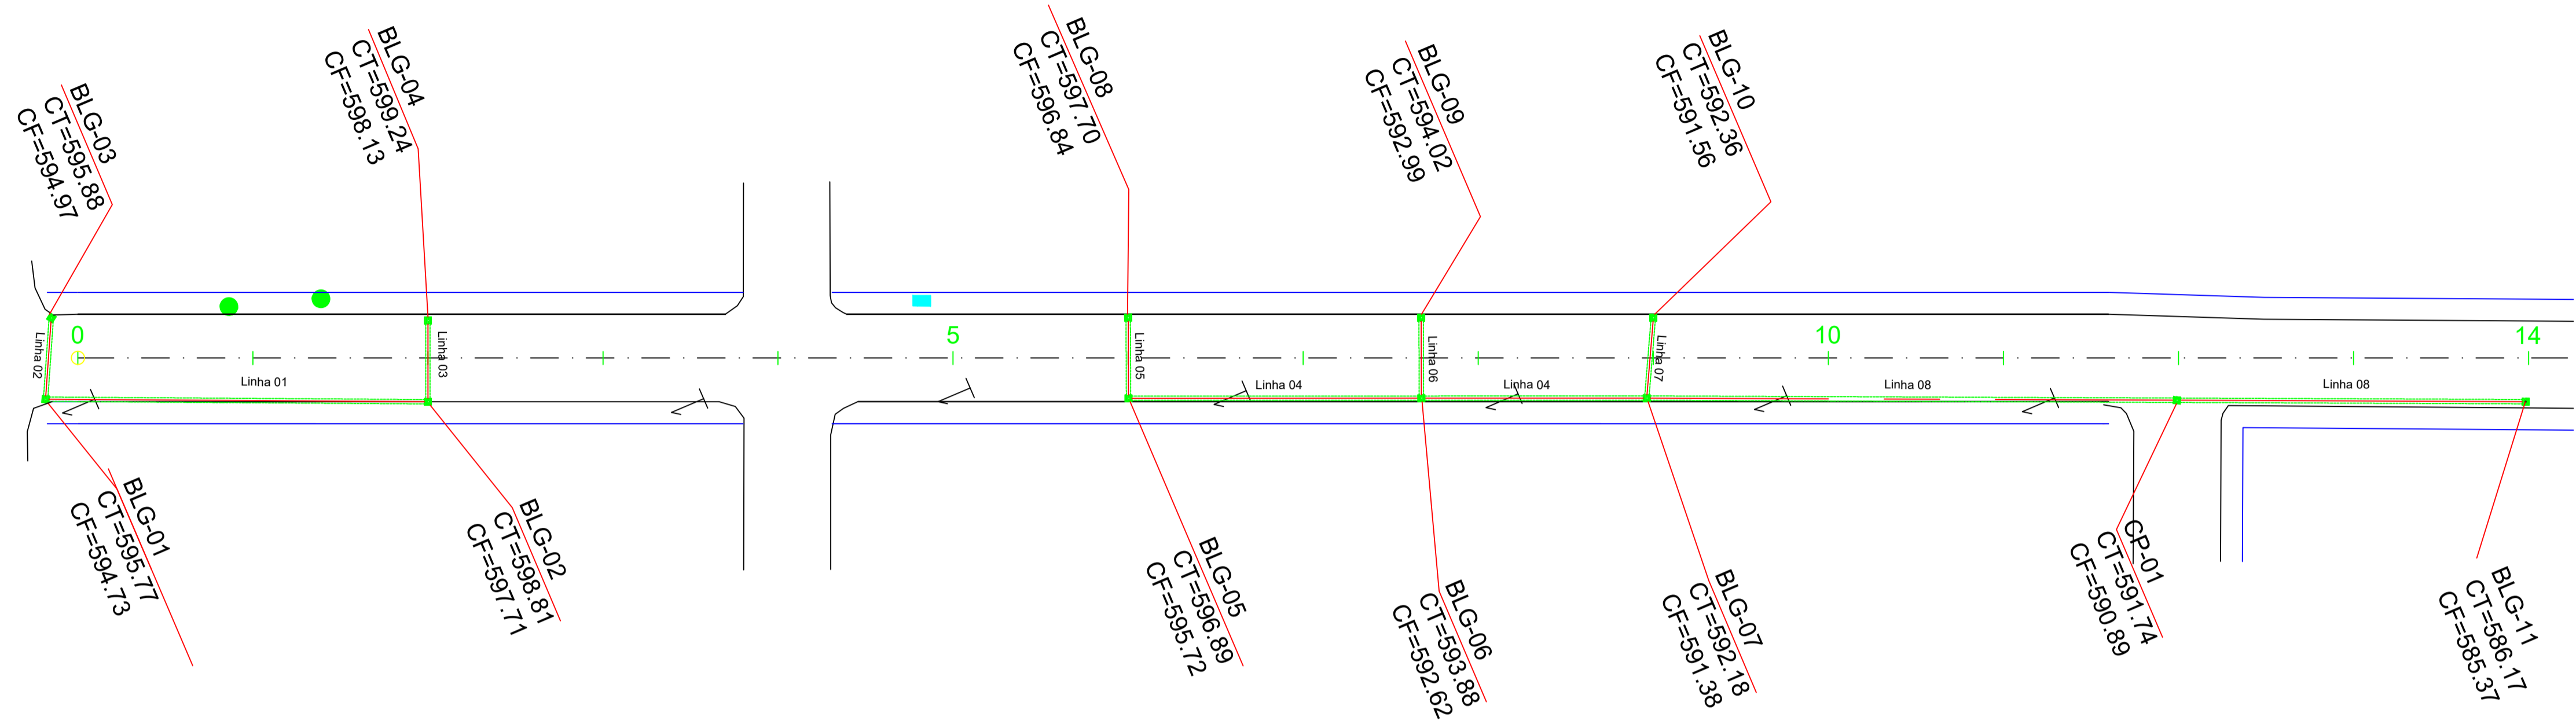 BLG-03
CT=595.88
CF=594.97
BLG-04
CT=599.24
CF=598.13
BLG-08
CT=597.70
CF=596.84
BLG-09
CT=594.02
CF=592.99
BLG-10
CT=592.36
CF=591.56
0
5
10
14
Linha 02
Linha 01
Linha 03
Linha 05
Linha 04
Linha 06
Linha 04
Linha 07
Linha 08
Linha 08
BLG-01
CT=595.77
CF=594.73
BLG-02
CT=598.81
CF=597.71
BLG-05
CT=596.89
CF=595.72
BLG-06
CT=593.88
CF=592.62
BLG-07
CT=592.18
CF=591.38
CP-01
CT=591.74
CF=590.89
BLG-11
CT=586.17
CF=585.37